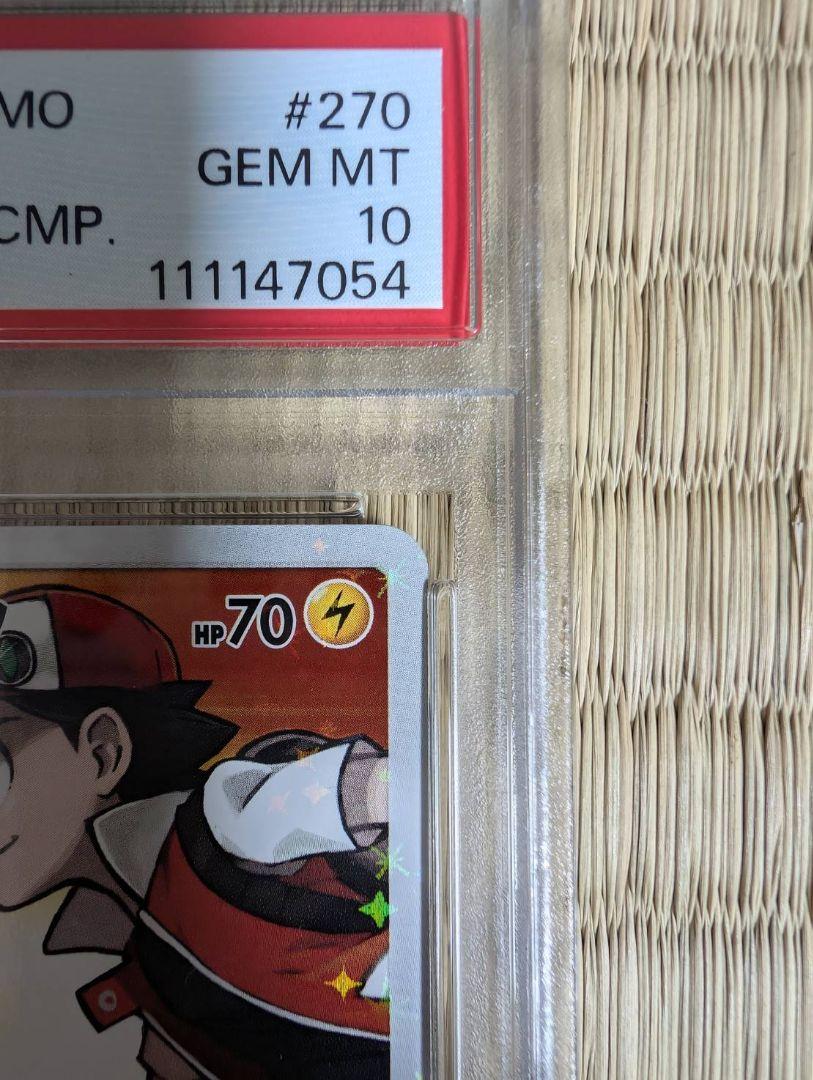 MO #270
GEM MT
CMP. 10
111147054
HP70